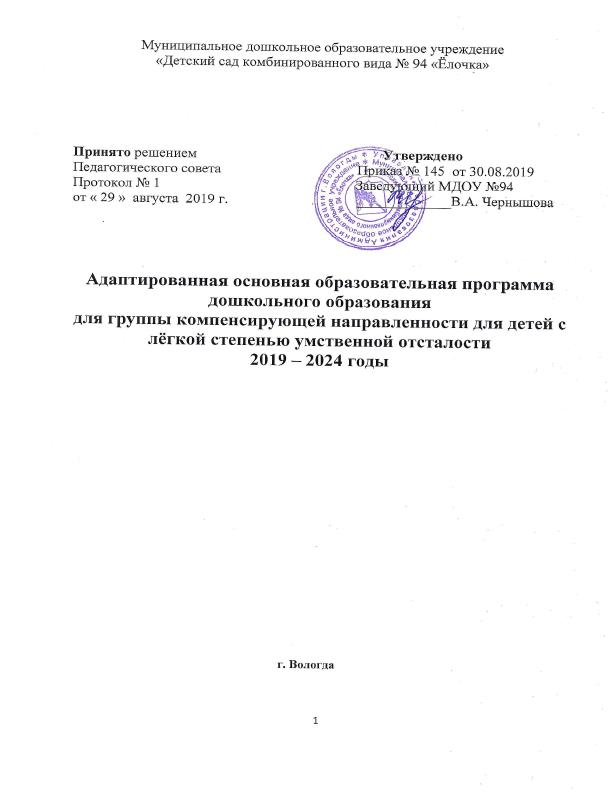 Муниципальное дошкольное образовательное учреждение
«Детский сад комбинированного вида № 94 «Ёлочка»
Принято решением
Педагогического совета
Протокол № 1
от « 29 » августа 2019 г.
Утверждено
Приказ № 145 от 30.08.2019
Заведующий МДОУ №94
В.А. Чернышова
Адаптированная основная образовательная программа
дошкольного образования
для группы компенсирующей направленности для детей с
лёгкой степенью умственной отсталости
2019 – 2024 годы
г. Вологда
1